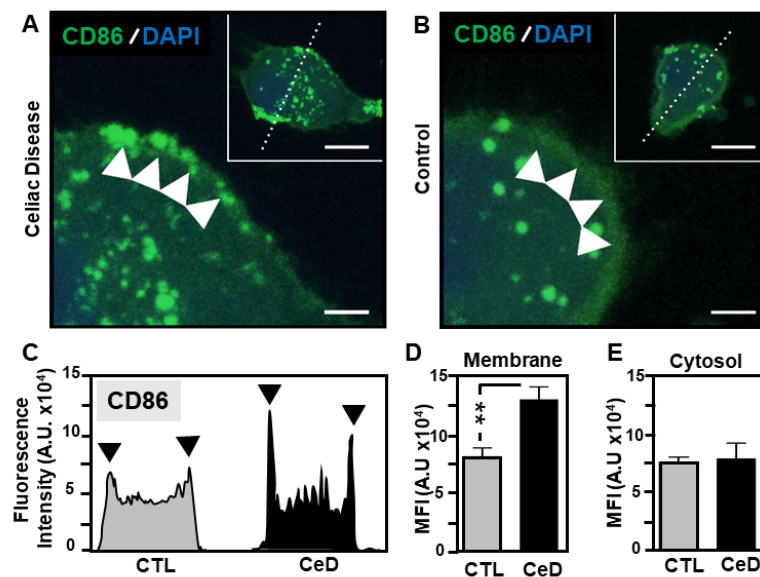 A
CD86 / DAPI
Celiac Disease
B
CD86 / DAPI
Control
C
Fluorescence
Intensity (A.U. x10⁴)
15
10
5
0
CD86
CTL
CeD
D
Membrane
MFI (A.U x10⁴)
15
10
5
0
**
CTL
CeD
E
Cytosol
MFI (A.U x10⁴)
15
10
5
0
CTL
CeD